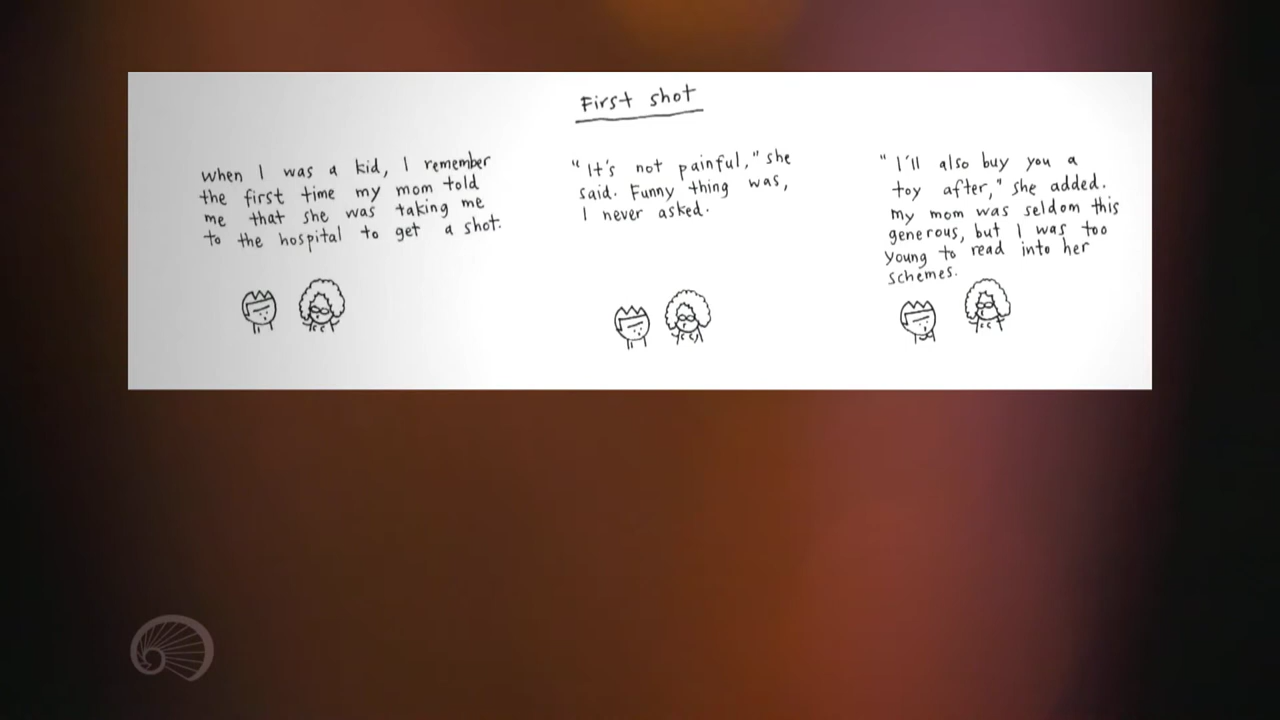 First shot
when I was a kid, I remember
the first time my mom told
me that she was taking me
to the hospital to get a shot.
"It's not painful," she
said. Funny thing was,
I never asked.
"I'll also buy you a
toy after," she added.
my mom was seldom this
generous, but I was too
young to read into her
schemes.